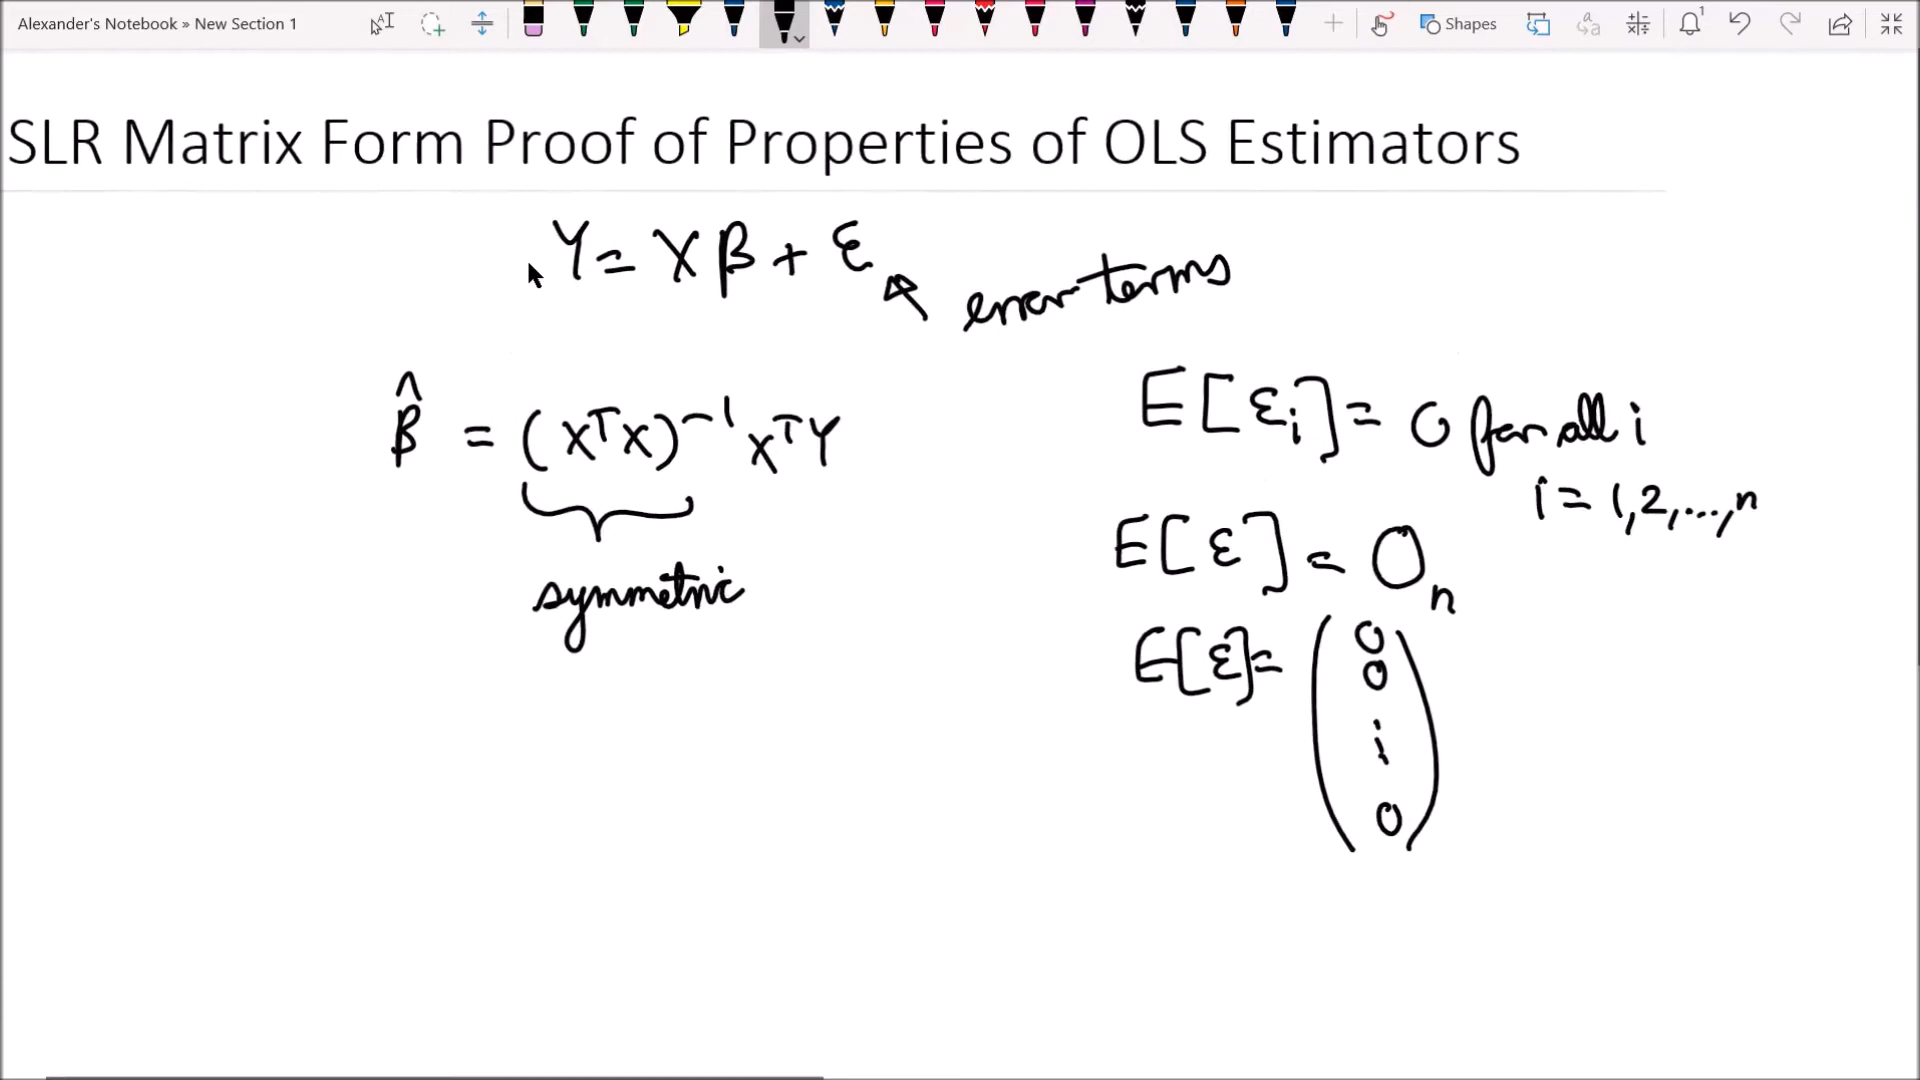 Alexander's Notebook » New Section 1
Shapes
1
SLR Matrix Form Proof of Properties of OLS Estimators
Y = Xβ + ε
error terms
β̂ = (XᵀX)⁻¹XᵀY
symmetric
E[εᵢ] = 0 for all i
i = 1,2,...,n
E[ε] = 0ₙ
E[ε] = (0
0
⋮
0)